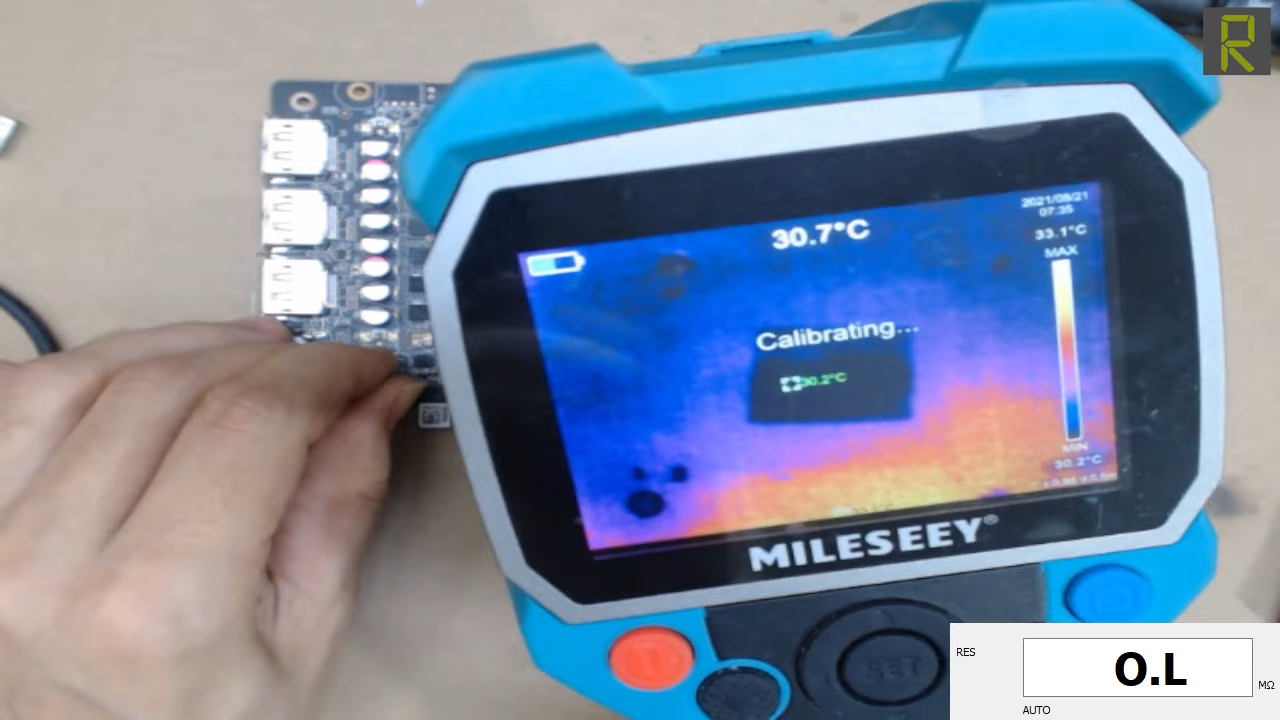 R
2021/08/21
07:35
30.7°C
33.1°C
MAX
Calibrating...
30.2°C
MIN
30.2°C
MILESEEY®
SET
RES
O.L
MΩ
AUTO